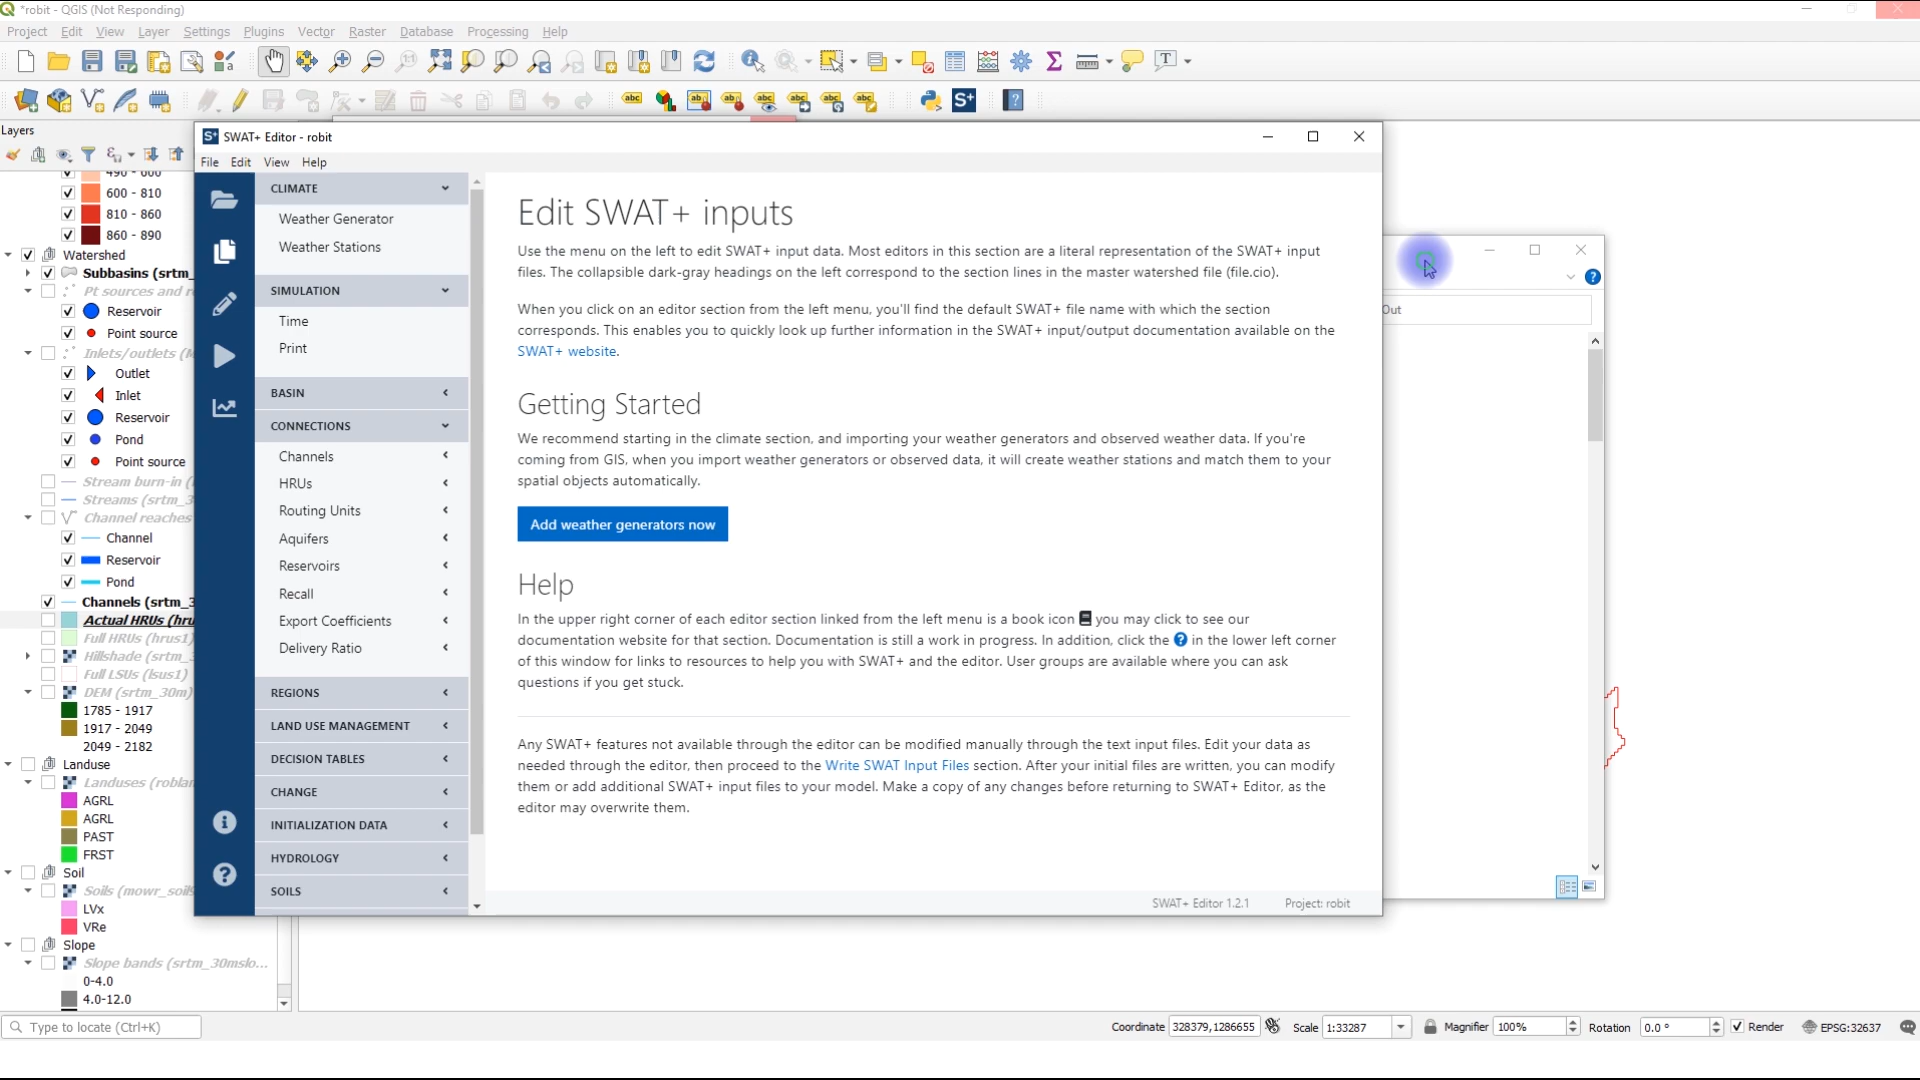 *robit - QGIS (Not Responding)
Project Edit View Layer Settings Plugins Vector Raster Database Processing Help
Layers
490 - 600
600 - 810
810 - 860
860 - 890
Watershed
Subbasins (srtm_
Pt sources and r
Reservoir
Point source
Inlets/outlets (
Outlet
Inlet
Reservoir
Pond
Point source
Stream burn-in (
Streams (srtm_3
Channel reaches
Channel
Reservoir
Pond
Channels (srtm_3
Actual HRUs (hru
Full HRUs (hrus1)
Hillshade (srtm_
Full LSUs (lsus1)
DEM (srtm_30m)
1785 - 1917
1917 - 2049
2049 - 2182
Landuse
Landuses (roblan
AGRL
AGRL
PAST
FRST
Soil
Soils (mowr_soil
LVx
VRe
Slope
Slope bands (srtm_30mslo...
0-4.0
4.0-12.0
SWAT+ Editor - robit
File Edit View Help
CLIMATE
Weather Generator
Weather Stations
SIMULATION
Time
Print
BASIN
CONNECTIONS
Channels
HRUs
Routing Units
Aquifers
Reservoirs
Recall
Export Coefficients
Delivery Ratio
REGIONS
LAND USE MANAGEMENT
DECISION TABLES
CHANGE
INITIALIZATION DATA
HYDROLOGY
SOILS
Edit SWAT+ inputs
Use the menu on the left to edit SWAT+ input data. Most editors in this section are a literal representation of the SWAT+ input
files. The collapsible dark-gray headings on the left correspond to the section lines in the master watershed file (file.cio).
When you click on an editor section from the left menu, you'll find the default SWAT+ file name with which the section
corresponds. This enables you to quickly look up further information in the SWAT+ input/output documentation available on the
SWAT+ website.
Getting Started
We recommend starting in the climate section, and importing your weather generators and observed weather data. If you're
coming from GIS, when you import weather generators or observed data, it will create weather stations and match them to your
spatial objects automatically.
Add weather generators now
Help
In the upper right corner of each editor section linked from the left menu is a book icon you may click to see our
documentation website for that section. Documentation is still a work in progress. In addition, click the ? in the lower left corner
of this window for links to resources to help you with SWAT+ and the editor. User groups are available where you can ask
questions if you get stuck.
Any SWAT+ features not available through the editor can be modified manually through the text input files. Edit your data as
needed through the editor, then proceed to the Write SWAT Input Files section. After your initial files are written, you can modify
them or add additional SWAT+ input files to your model. Make a copy of any changes before returning to SWAT+ Editor, as the
editor may overwrite them.
SWAT+ Editor 1.2.1 Project: robit
Out
Type to locate (Ctrl+K)
Coordinate 328379,1286655 Scale 1:33287 Magnifier 100% Rotation 0.0 ° Render EPSG:32637